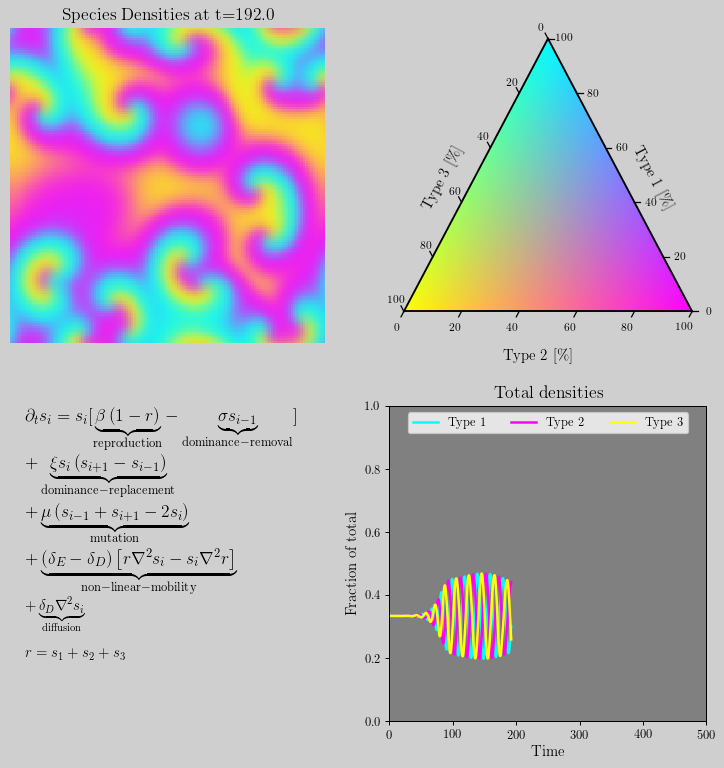 Species Densities at t=192.0
0
100
20
80
40
60
Type 3 [%]
Type 1 [%]
60
40
80
20
100
0
0 20 40 60 80 100
Type 2 [%]
∂ₜsᵢ = sᵢ[β (1 − r) − σsᵢ₋₁ ]
reproduction dominance−removal
+ ξsᵢ (sᵢ₊₁ − sᵢ₋₁)
dominance−replacement
+ μ (sᵢ₋₁ + sᵢ₊₁ − 2sᵢ)
mutation
+ (δ_E − δ_D) [r∇²sᵢ − sᵢ∇²r]
non−linear−mobility
+ δ_D∇²sᵢ
diffusion
r = s₁ + s₂ + s₃
Total densities
Type 1 Type 2 Type 3
1.0
0.8
0.6
0.4
0.2
0.0
Fraction of total
0 100 200 300 400 500
Time